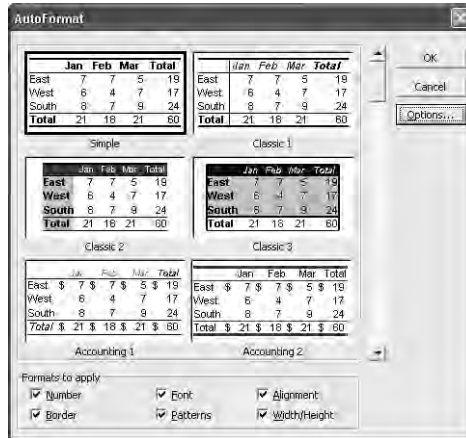 AutoFormat
OK
Cancel
Options...
Jan Feb Mar Total
East 7 7 5 19
West 6 4 7 17
South 8 7 9 24
Total 21 18 21 60
Simple
Jan Feb Mar Total
East 7 7 5 19
West 6 4 7 17
South 8 7 9 24
Total 21 18 21 60
Classic 1
Jan Feb Mar Total
East 7 7 5 19
West 6 4 7 17
South 8 7 9 24
Total 21 18 21 60
Classic 2
Jan Feb Mar Total
East 7 7 5 19
West 6 4 7 17
South 8 7 9 24
Total 21 18 21 60
Classic 3
Jan Feb Mar Total
East $ 7 $ 7 $ 5 $ 19
West 6 4 7 17
South 8 7 9 24
Total $ 21 $ 18 $ 21 $ 60
Accounting 1
Jan Feb Mar Total
East $ 7 $ 7 $ 5 $ 19
West 6 4 7 17
South 8 7 9 24
Total $ 21 $ 18 $ 21 $ 60
Accounting 2
Formats to apply
Number Font Alignment
Border Patterns Width/Height